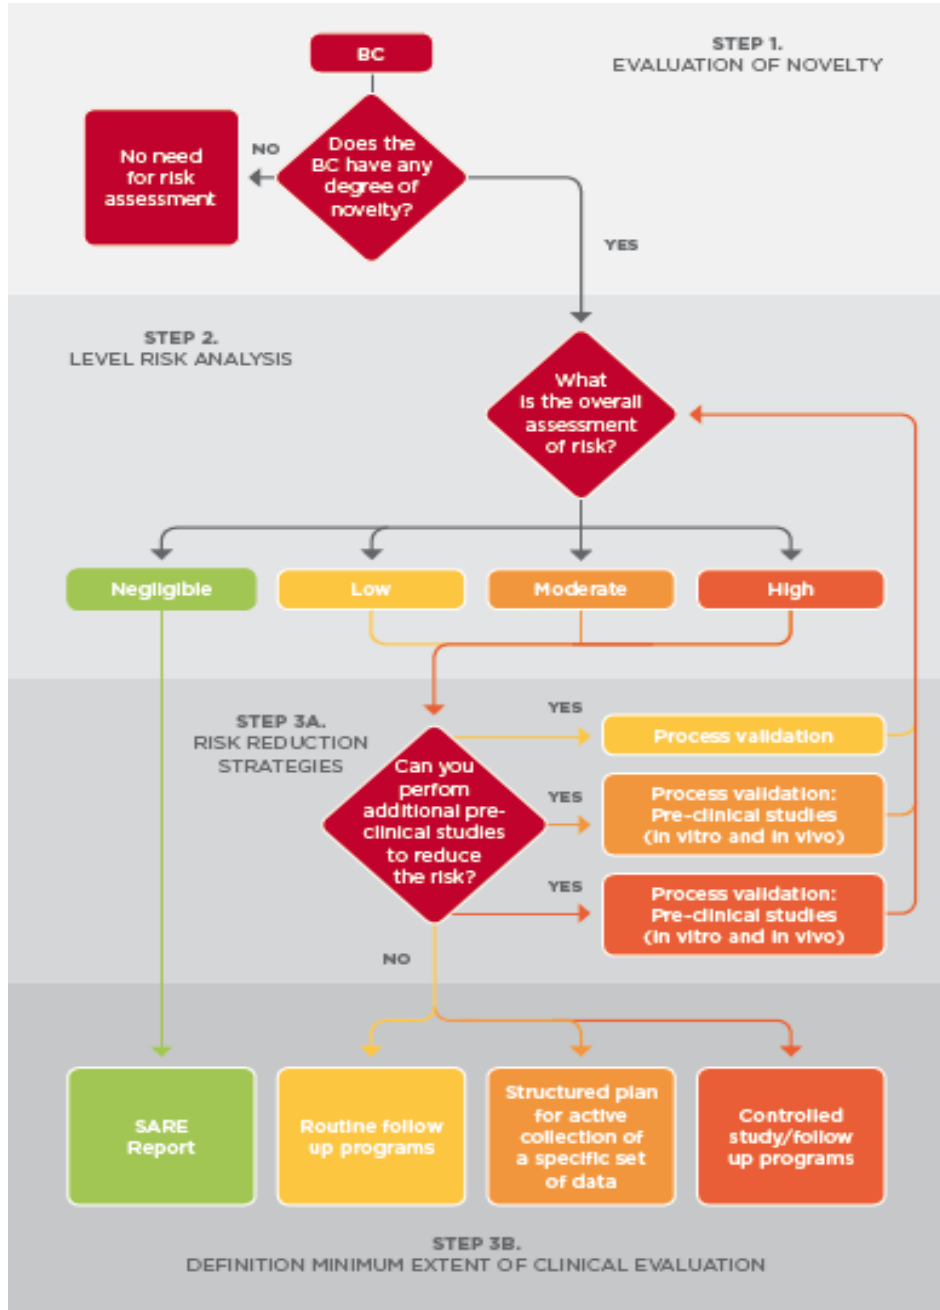 STEP 1.
EVALUATION OF NOVELTY
BC
Does the
BC have any
degree of
novelty?
NO
No need
for risk
assessment
YES
STEP 2.
LEVEL RISK ANALYSIS
What
is the overall
assessment
of risk?
Negligible
Low
Moderate
High
STEP 3A.
RISK REDUCTION
STRATEGIES
Can you
perfom
additional pre-
clinical studies
to reduce
the risk?
YES
Process validation
YES
Process validation:
Pre-clinical studies
(in vitro and in vivo)
YES
Process validation:
Pre-clinical studies
(in vitro and in vivo)
NO
SARE
Report
Routine follow
up programs
Structured plan
for active
collection of
a specific set
of data
Controlled
study/follow
up programs
STEP 3B.
DEFINITION MINIMUM EXTENT OF CLINICAL EVALUATION